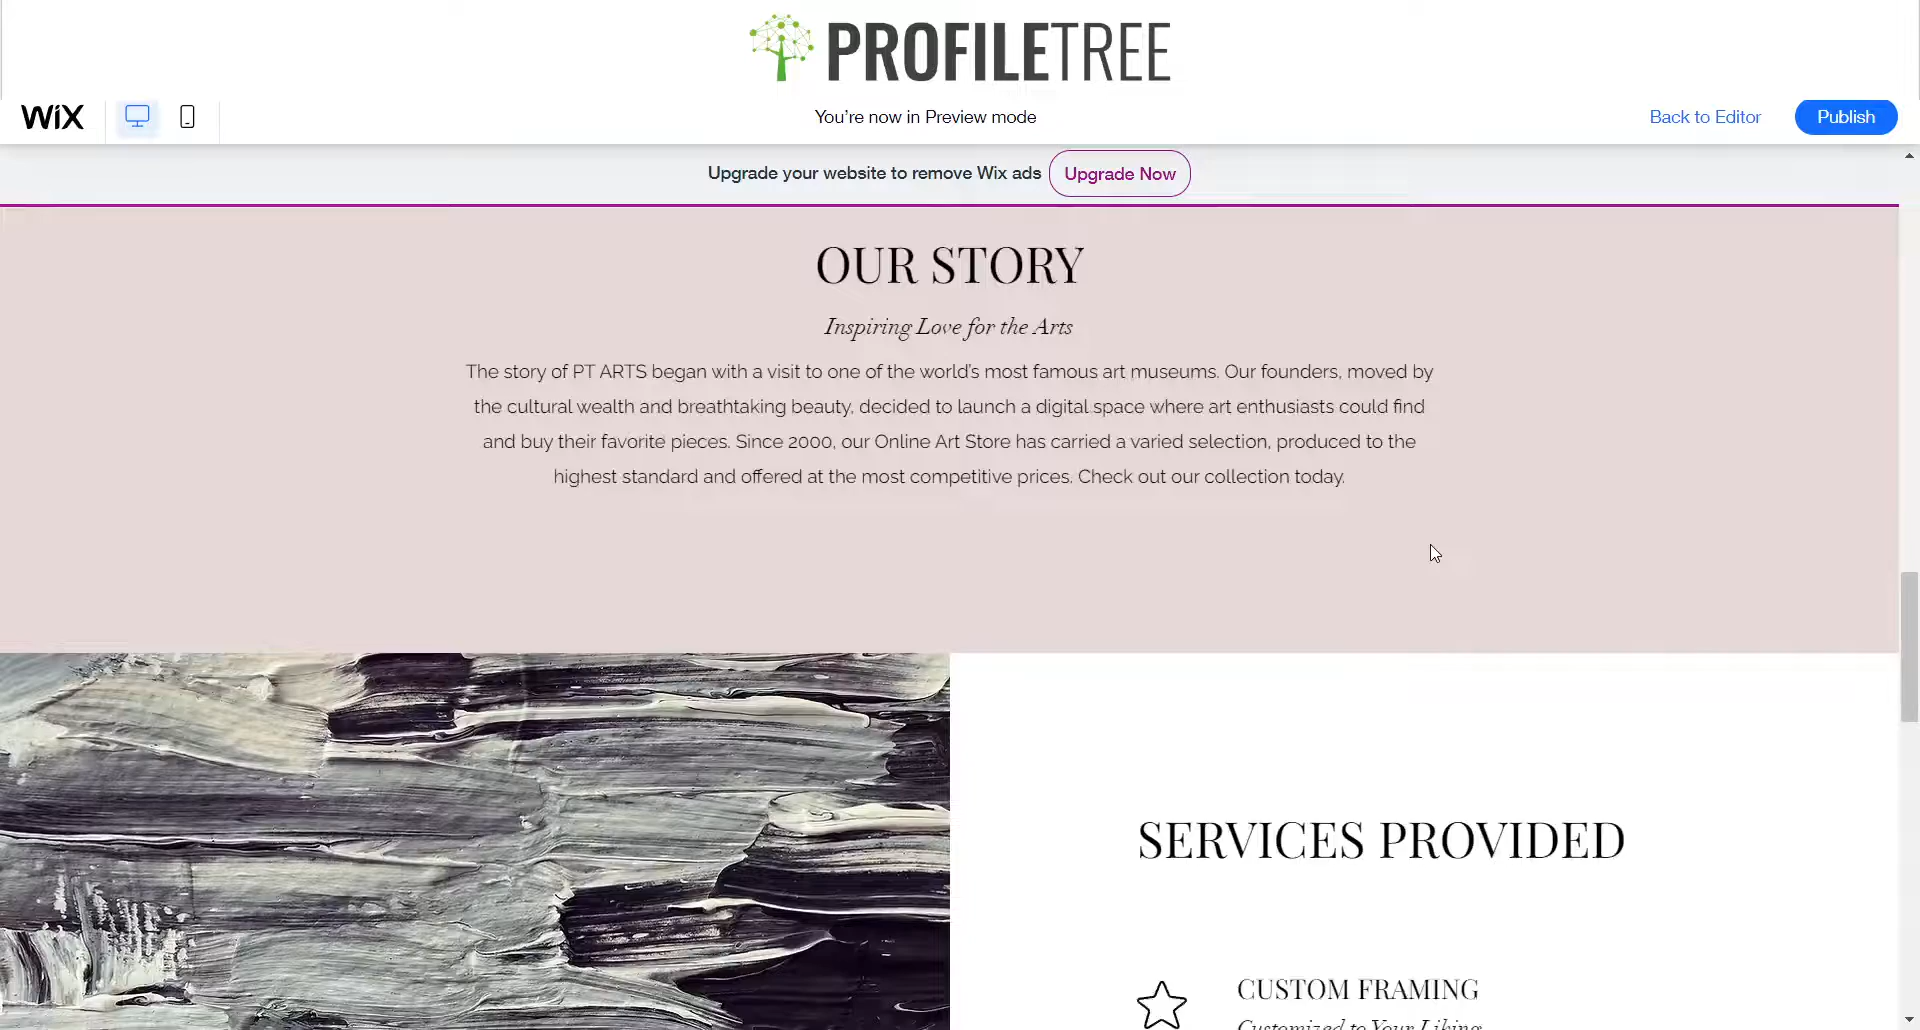 PROFILETREE
WiX
You're now in Preview mode
Back to Editor
Publish
Upgrade your website to remove Wix ads
Upgrade Now
OUR STORY
Inspiring Love for the Arts
The story of PT ARTS began with a visit to one of the world's most famous art museums. Our founders, moved by
the cultural wealth and breathtaking beauty, decided to launch a digital space where art enthusiasts could find
and buy their favorite pieces. Since 2000, our Online Art Store has carried a varied selection, produced to the
highest standard and offered at the most competitive prices. Check out our collection today.
SERVICES PROVIDED
CUSTOM FRAMING
Customized to Your Liking